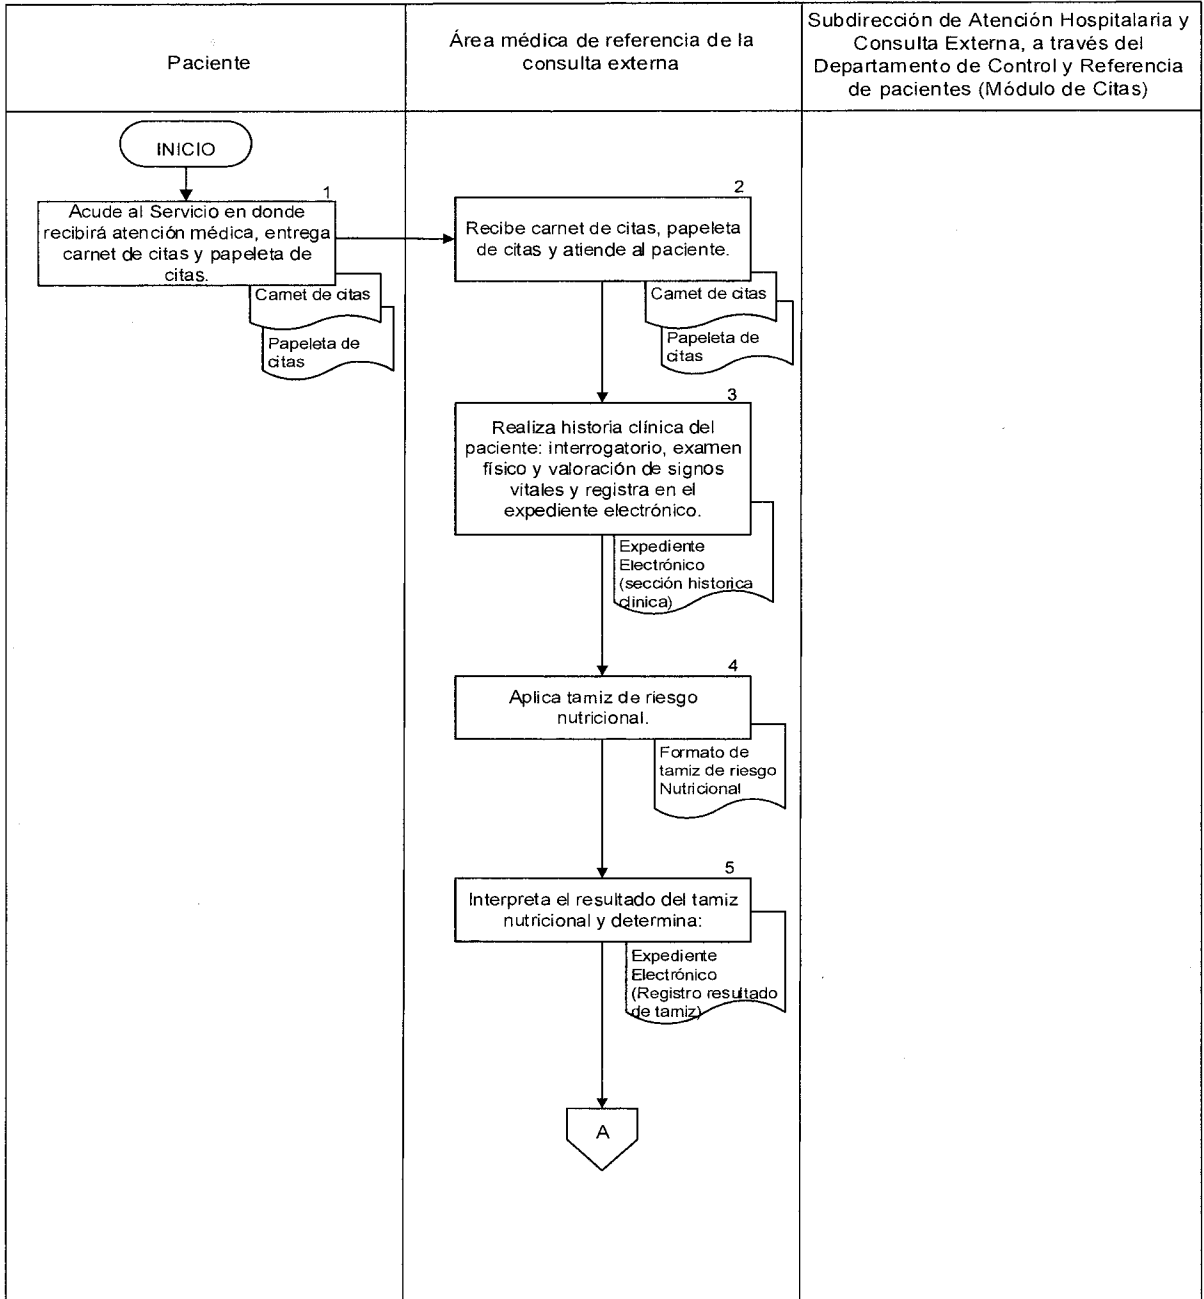 Paciente
Área médica de referencia de la
consulta externa
Subdirección de Atención Hospitalaria y
Consulta Externa, a través del
Departamento de Control y Referencia
de pacientes (Módulo de Citas)
INICIO
1
Acude al Servicio en donde
recibirá atención médica, entrega
carnet de citas y papeleta de
citas.
Carnet de citas
Papeleta de
citas
2
Recibe carnet de citas, papeleta
de citas y atiende al paciente.
Carnet de citas
Papeleta de
citas
3
Realiza historia clínica del
paciente: interrogatorio, examen
físico y valoración de signos
vitales y registra en el
expediente electrónico.
Expediente
Electrónico
(sección historica
clinica)
4
Aplica tamiz de riesgo
nutricional.
Formato de
tamiz de riesgo
Nutricional
5
Interpreta el resultado del tamiz
nutricional y determina:
Expediente
Electrónico
(Registro resultado
de tamiz)
A